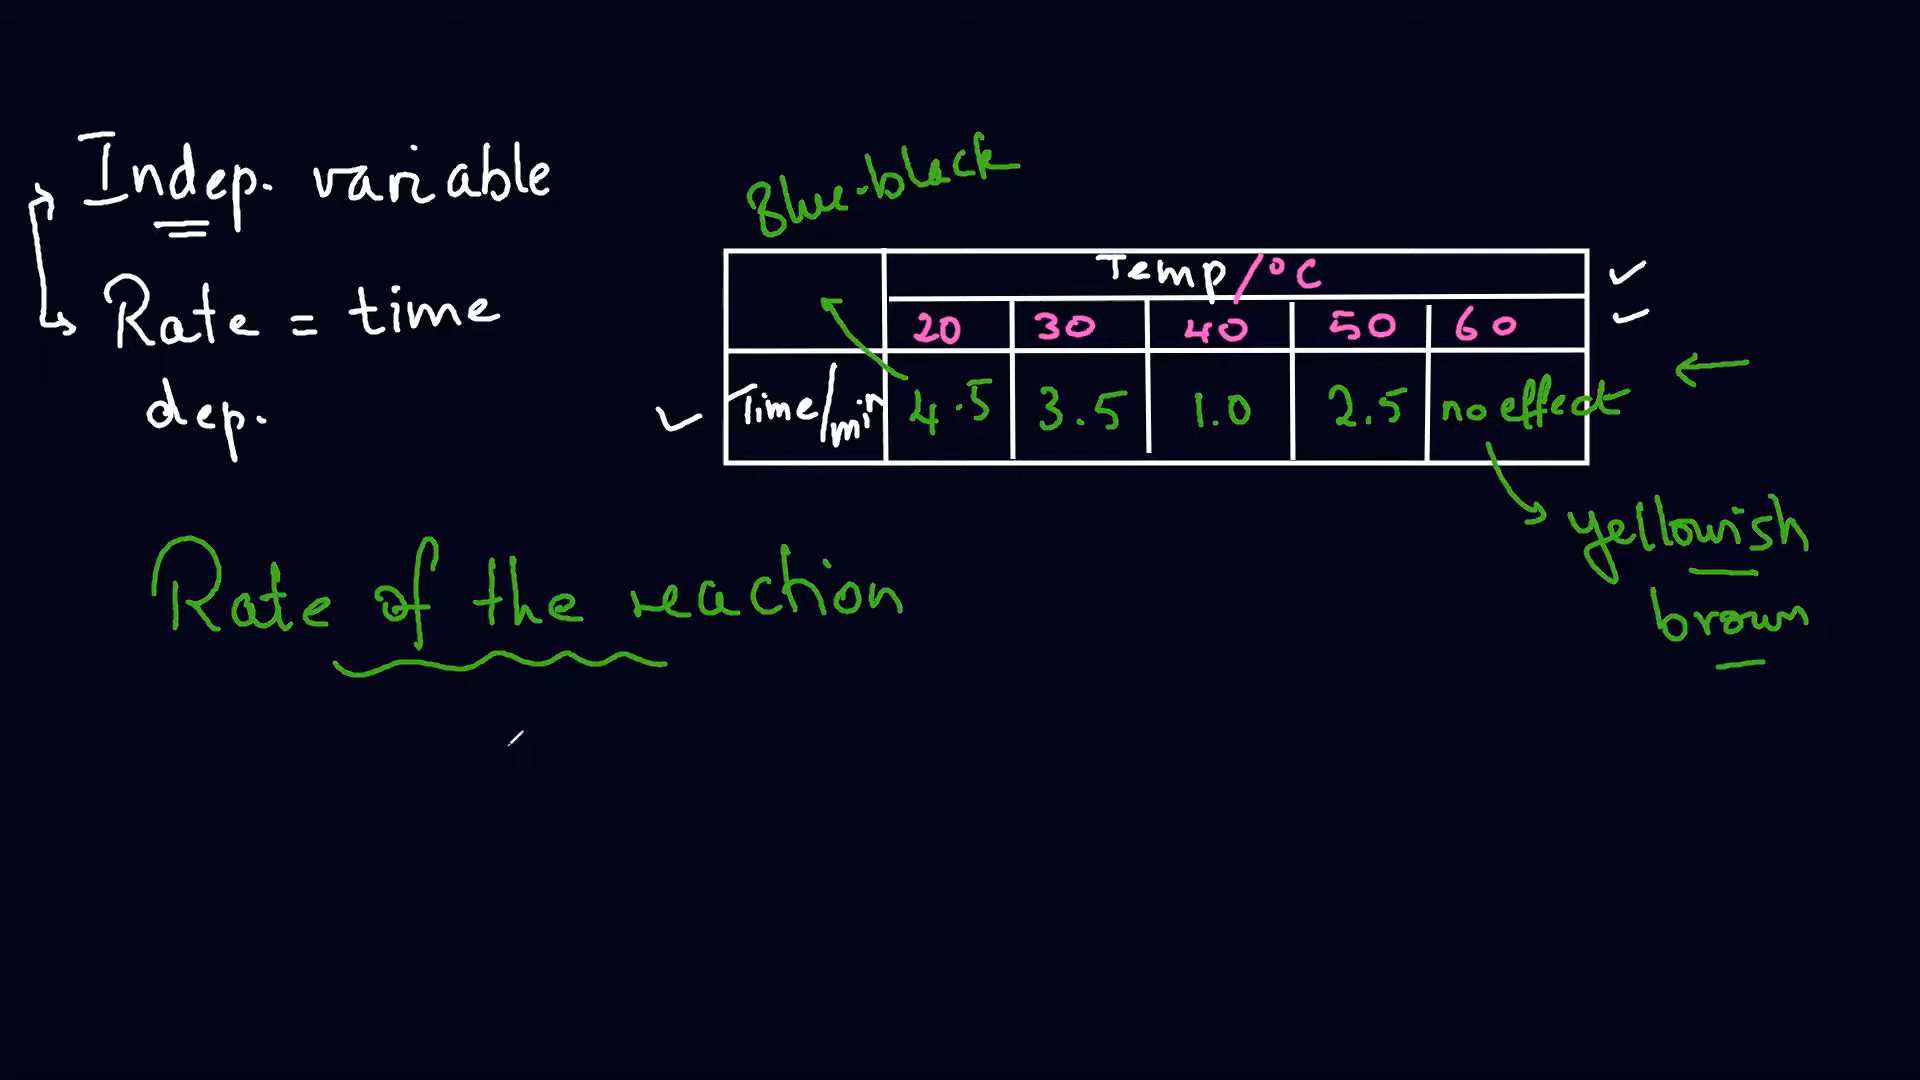 Indep. variable
Rate = time
dep.
Blue-black
Temp/°C
20 30 40 50 60
Time/min 4.5 3.5 1.0 2.5 no effect
yellowish
brown
Rate of the reaction